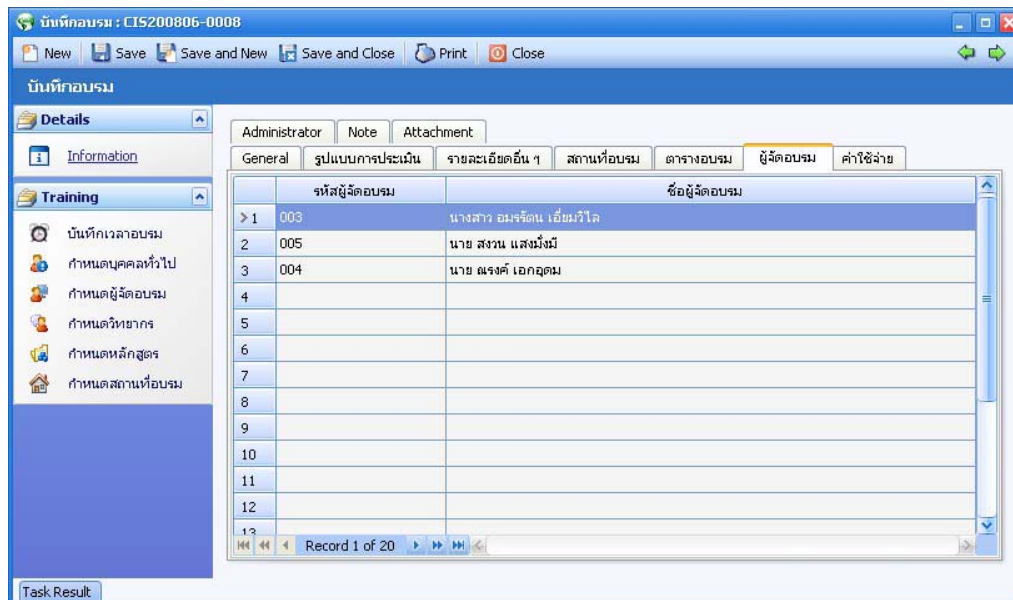 บันทึกอบรม : CIS200806-0008
New Save Save and New Save and Close Print Close
บันทึกอบรม
Details
Information
Training
บันทึกเวลาอบรม
กำหนดบุคคลทั่วไป
กำหนดผู้จัดอบรม
กำหนดวิทยากร
กำหนดหลักสูตร
กำหนดสถานที่อบรม
Administrator Note Attachment
General รูปแบบการประเมิน รายละเอียดอื่น ๆ สถานที่อบรม ตารางอบรม ผู้จัดอบรม ค่าใช้จ่าย
รหัสผู้จัดอบรม ชื่อผู้จัดอบรม
1 003 นางสาว อมรรัตน เอี่ยมวิไล
2 005 นาย สงวน แสงมิ่งมี
3 004 นาย ณรงค์ เอกอุดม
4
5
6
7
8
9
10
11
12
13
Record 1 of 20
Task Result